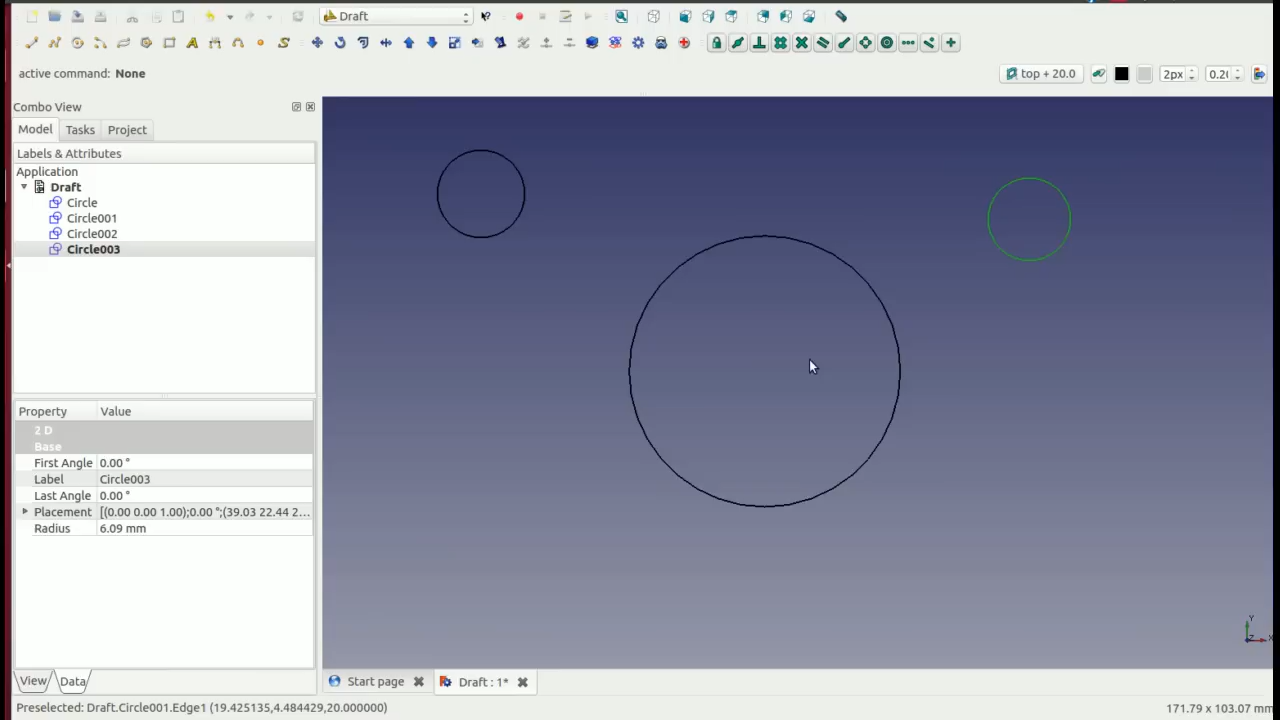 Draft
active command: None
top + 20.0
2px
0.20
Combo View
Model
Tasks
Project
Labels & Attributes
Application
Draft
Circle
Circle001
Circle002
Circle003
Property
Value
2 D
Base
First Angle
0.00 °
Label
Circle003
Last Angle
0.00 °
Placement
[(0.00 0.00 1.00);0.00 °;(39.03 22.44 2...
Radius
6.09 mm
Y
Z
X
View
Data
Start page
Draft : 1*
Preselected: Draft.Circle001.Edge1 (19.425135,4.484429,20.000000)
171.79 x 103.07 mm